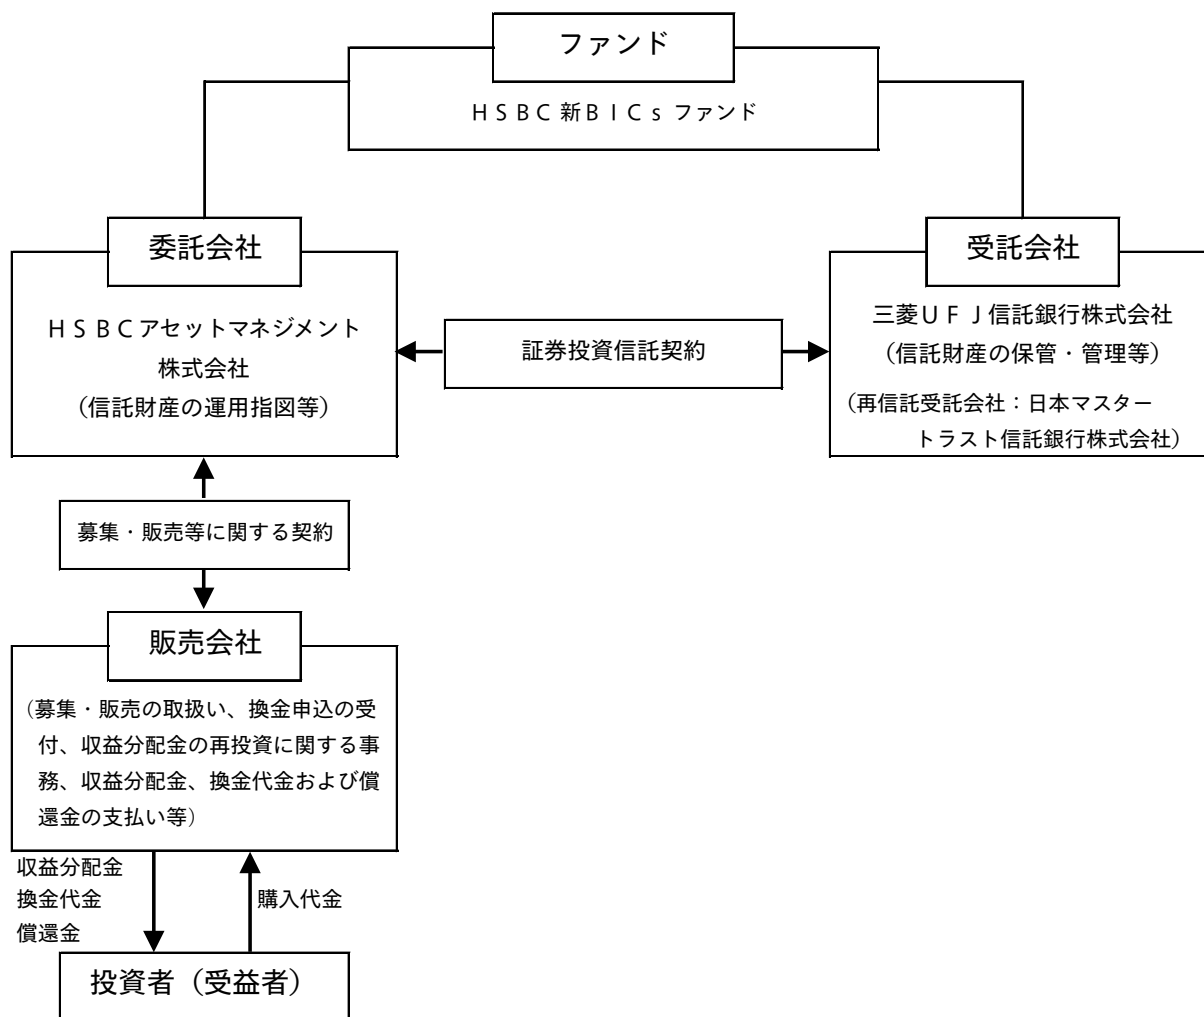 ファンド
ＨＳＢＣ 新ＢＩＣｓ ファンド
委託会社
ＨＳＢＣアセットマネジメント
株式会社
（信託財産の運用指図等）
証券投資信託契約
受託会社
三菱ＵＦＪ信託銀行株式会社
（信託財産の保管・管理等）
（再信託受託会社：日本マスター
トラスト信託銀行株式会社）
募集・販売等に関する契約
販売会社
（募集・販売の取扱い、換金申込の受
付、収益分配金の再投資に関する事
務、収益分配金、換金代金および償
還金の支払い等）
収益分配金
換金代金
償還金
購入代金
投資者（受益者）